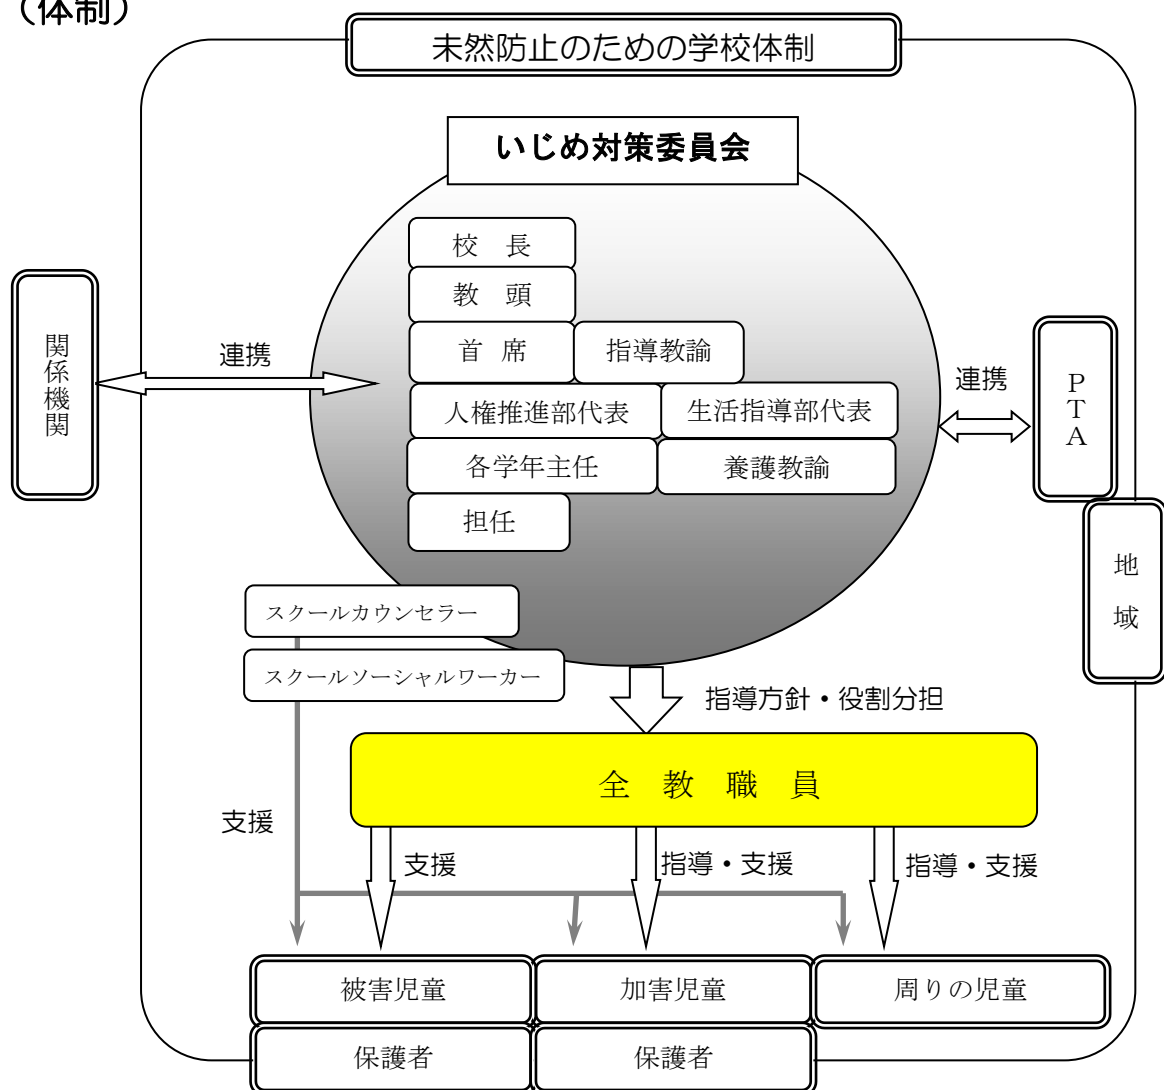 （体制）
未然防止のための学校体制
いじめ対策委員会
校　長
教　頭
首 席
指導教諭
人権推進部代表
生活指導部代表
各学年主任
養護教諭
担任
関係機関
連携
連携
PTA
地域
スクールカウンセラー
スクールソーシャルワーカー
指導方針・役割分担
全　教　職　員
支援
支援
指導・支援
指導・支援
被害児童
加害児童
周りの児童
保護者
保護者